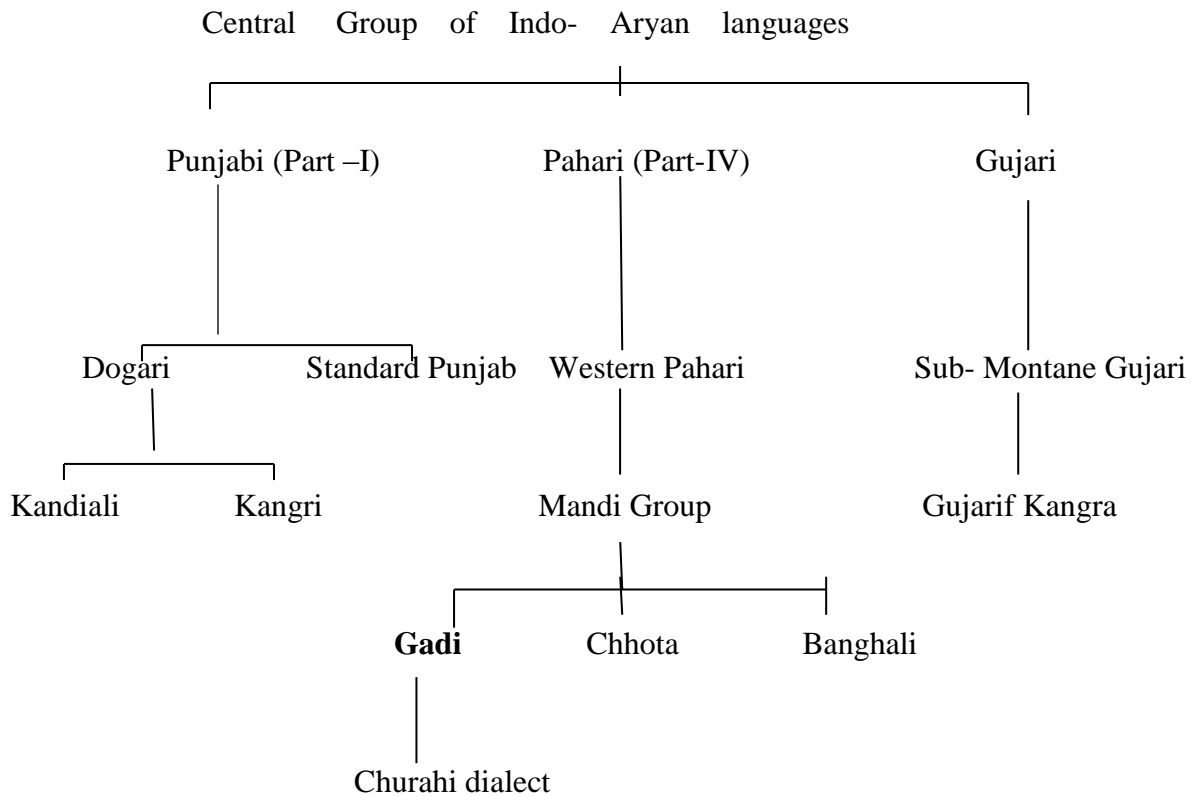 Central Group of Indo- Aryan languages
Punjabi (Part –I) Pahari (Part-IV) Gujari
Dogari Standard Punjab Western Pahari Sub- Montane Gujari
Kandiali Kangri Mandi Group Gujarif Kangra
Gadi Chhota Banghali
Churahi dialect